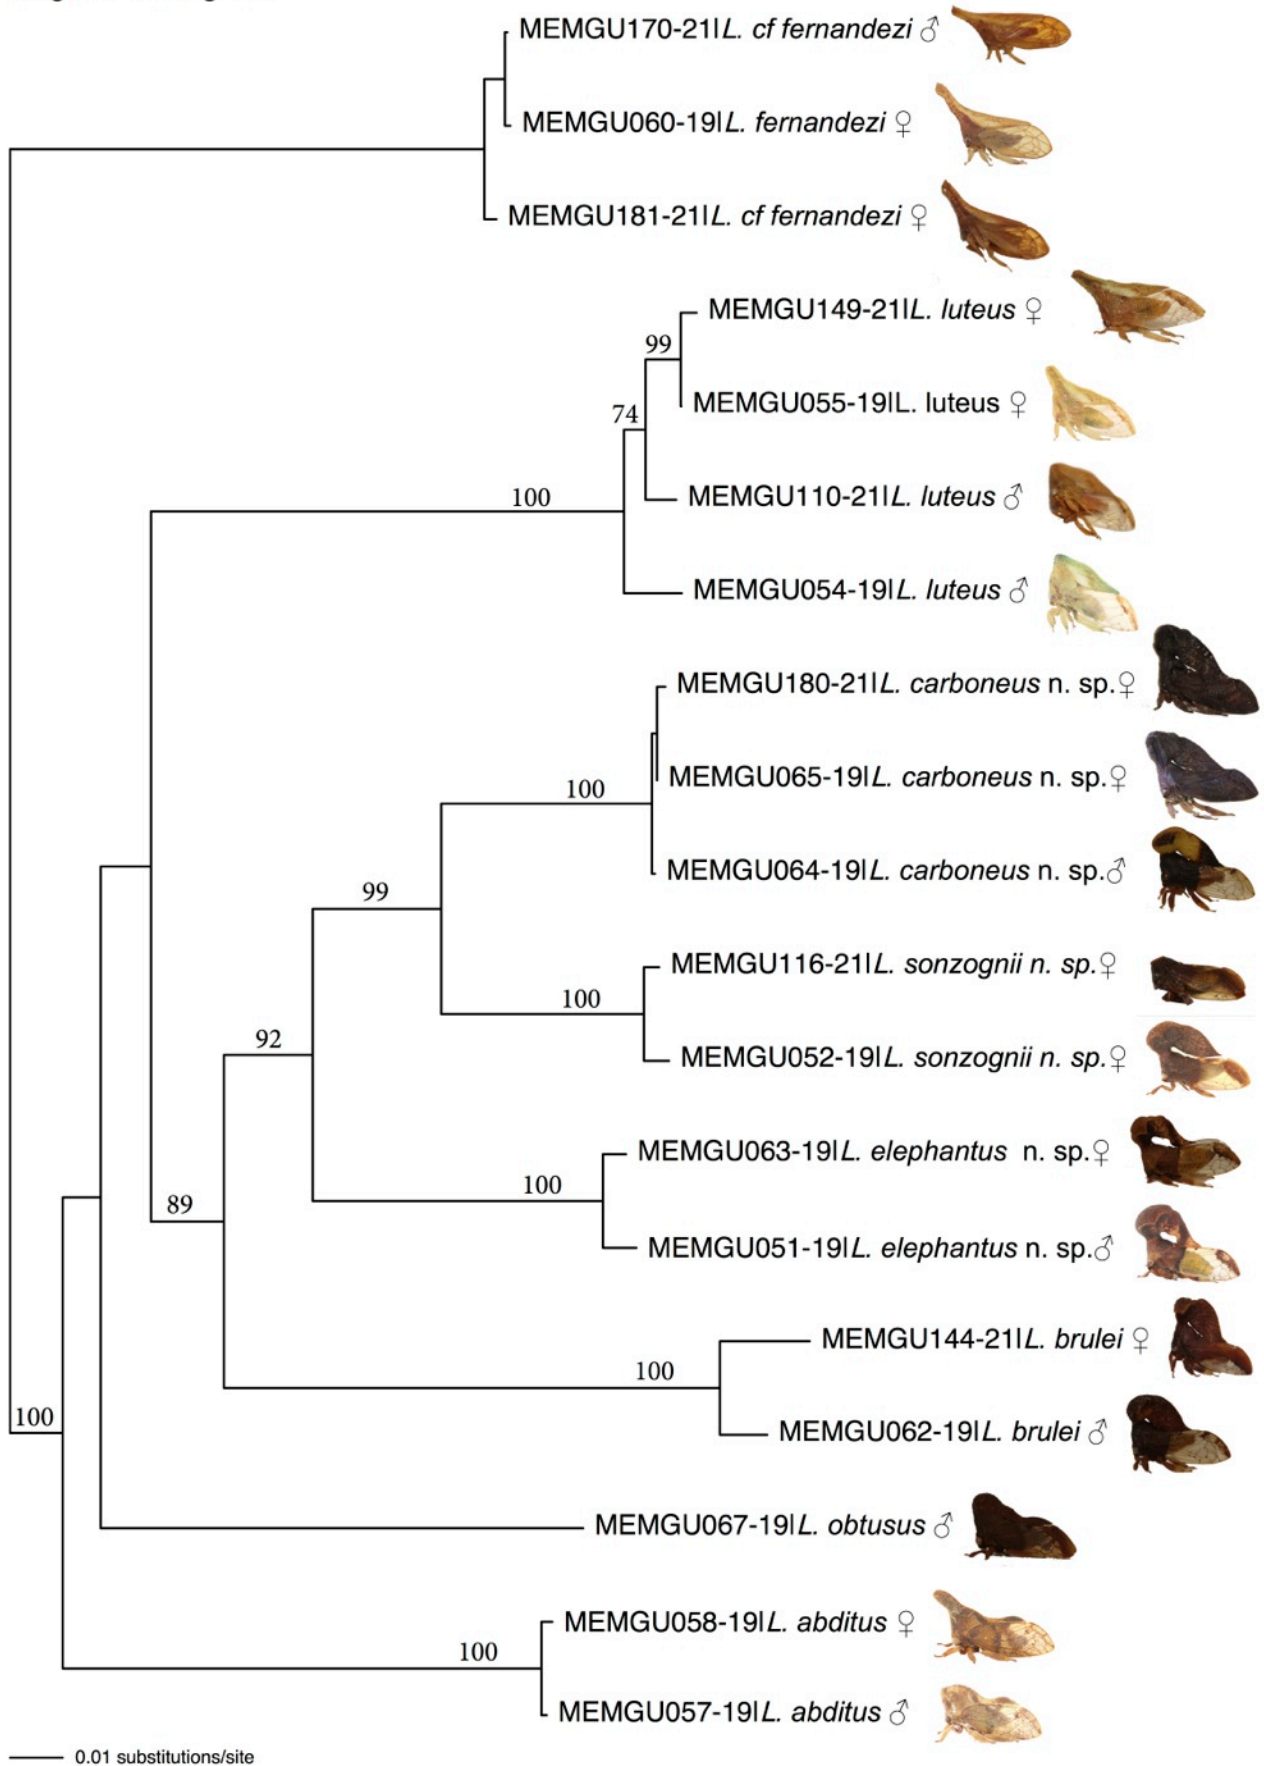 MEMGU170-21|L. cf fernandezi ♂
MEMGU060-19|L. fernandezi ♀
MEMGU181-21|L. cf fernandezi ♀
MEMGU149-21|L. luteus ♀
99
MEMGU055-19|L. luteus ♀
74
MEMGU110-21|L. luteus ♂
100
MEMGU054-19|L. luteus ♂
MEMGU180-21|L. carboneus n. sp.♀
MEMGU065-19|L. carboneus n. sp.♀
100
MEMGU064-19|L. carboneus n. sp.♂
99
MEMGU116-21|L. sonzognii n. sp.♀
100
MEMGU052-19|L. sonzognii n. sp.♀
92
MEMGU063-19|L. elephantus n. sp.♀
100
89
MEMGU051-19|L. elephantus n. sp.♂
MEMGU144-21|L. brulei ♀
100
MEMGU062-19|L. brulei ♂
100
MEMGU067-19|L. obtusus ♂
MEMGU058-19|L. abditus ♀
100
MEMGU057-19|L. abditus ♂
0.01 substitutions/site